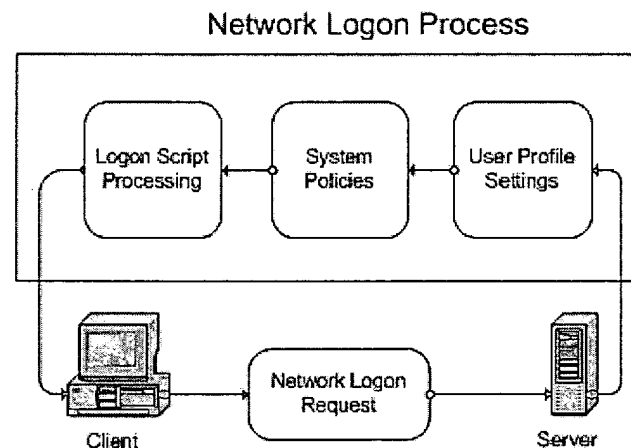 Network Logon Process
Logon Script
Processing
System
Policies
User Profile
Settings
Network Logon
Request
Client
Server